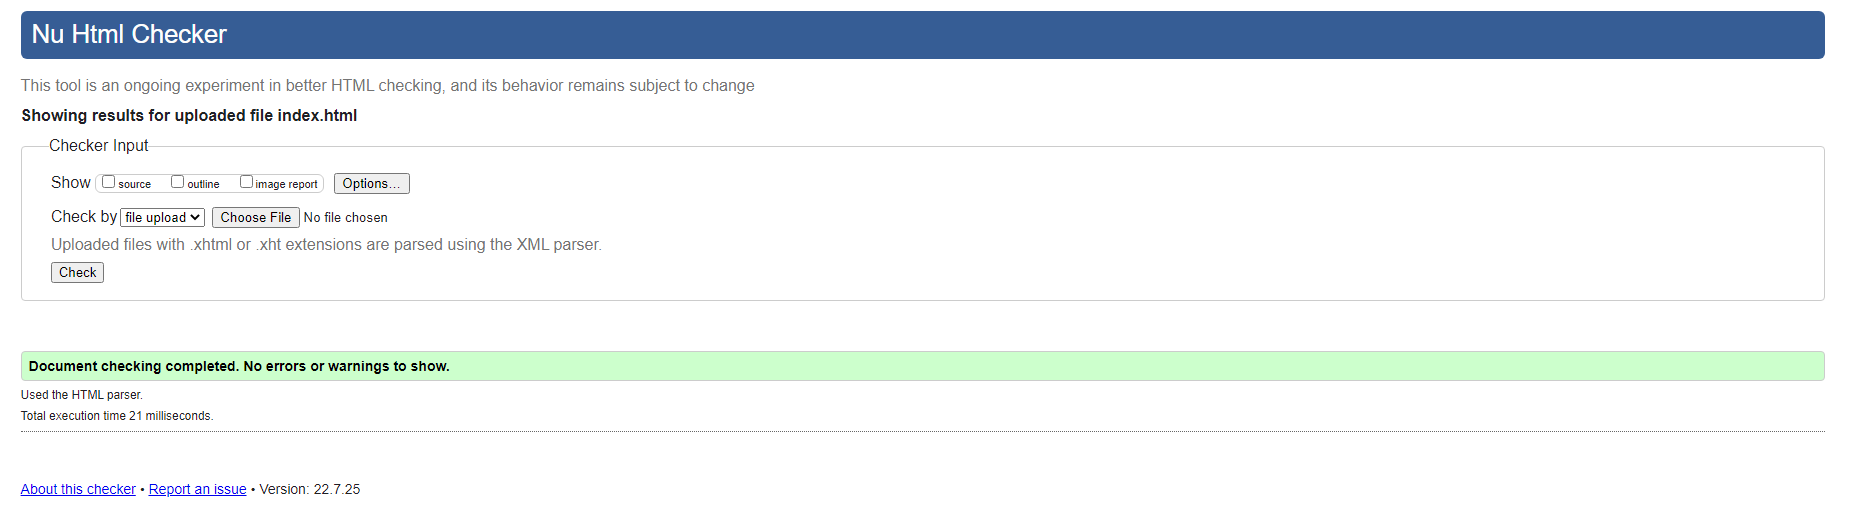 Nu Html Checker
This tool is an ongoing experiment in better HTML checking, and its behavior remains subject to change
Showing results for uploaded file index.html
Checker Input
Show source outline image report Options...
Check by file upload Choose File No file chosen
Uploaded files with .xhtml or .xht extensions are parsed using the XML parser.
Check
Document checking completed. No errors or warnings to show.
Used the HTML parser.
Total execution time 21 milliseconds.
About this checker • Report an issue • Version: 22.7.25